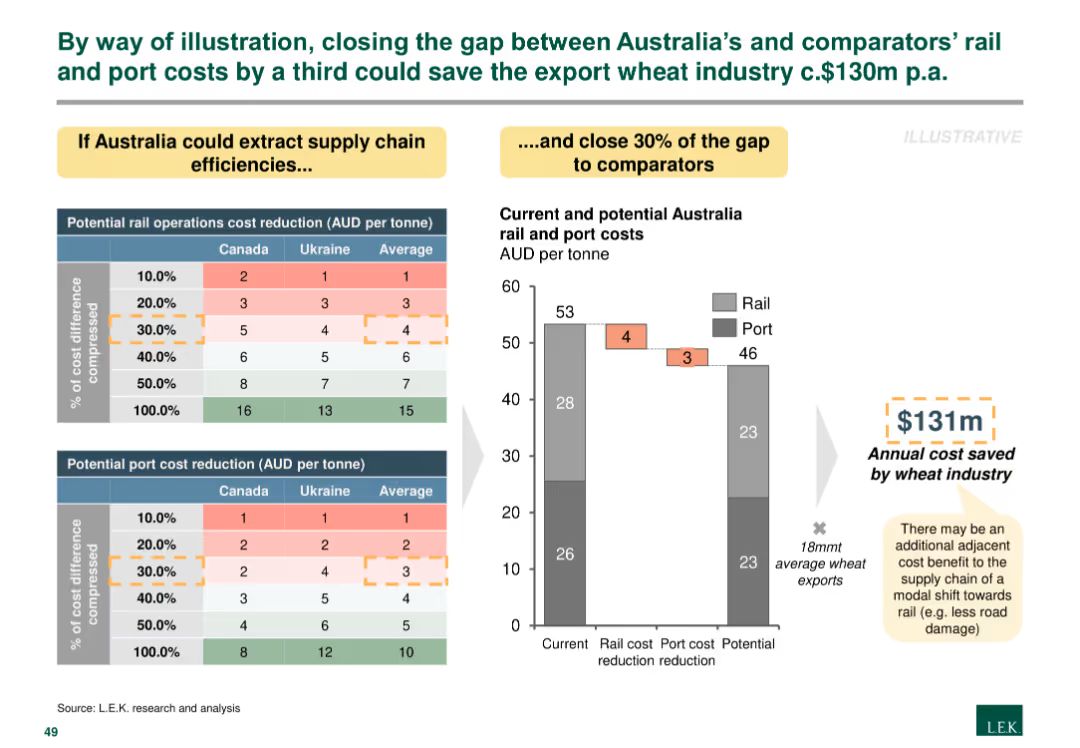 By way of illustration, closing the gap between Australia's and comparators' rail
and port costs by a third could save the export wheat industry c.$130m p.a.
If Australia could extract supply chain
efficiencies...
....and close 30% of the gap
to comparators
ILLUSTRATIVE
Potential rail operations cost reduction (AUD per tonne)
Canada Ukraine Average
% of cost difference
compressed
10.0% 2 1 1
20.0% 3 3 3
30.0% 5 4 4
40.0% 6 5 6
50.0% 8 7 7
100.0% 16 13 15
Potential port cost reduction (AUD per tonne)
Canada Ukraine Average
% of cost difference
compressed
10.0% 1 1 1
20.0% 2 2 2
30.0% 2 4 3
40.0% 3 5 4
50.0% 4 6 5
100.0% 8 12 10
Current and potential Australia
rail and port costs
AUD per tonne
60
50
40
30
20
10
0
Rail
Port
53
28
26
4
3
46
23
23
Current
Rail cost
reduction
Port cost
reduction
Potential
18mmt
average wheat
exports
$131m
Annual cost saved
by wheat industry
There may be an
additional adjacent
cost benefit to the
supply chain of a
modal shift towards
rail (e.g. less road
damage)
Source: L.E.K. research and analysis
49
L.E.K.